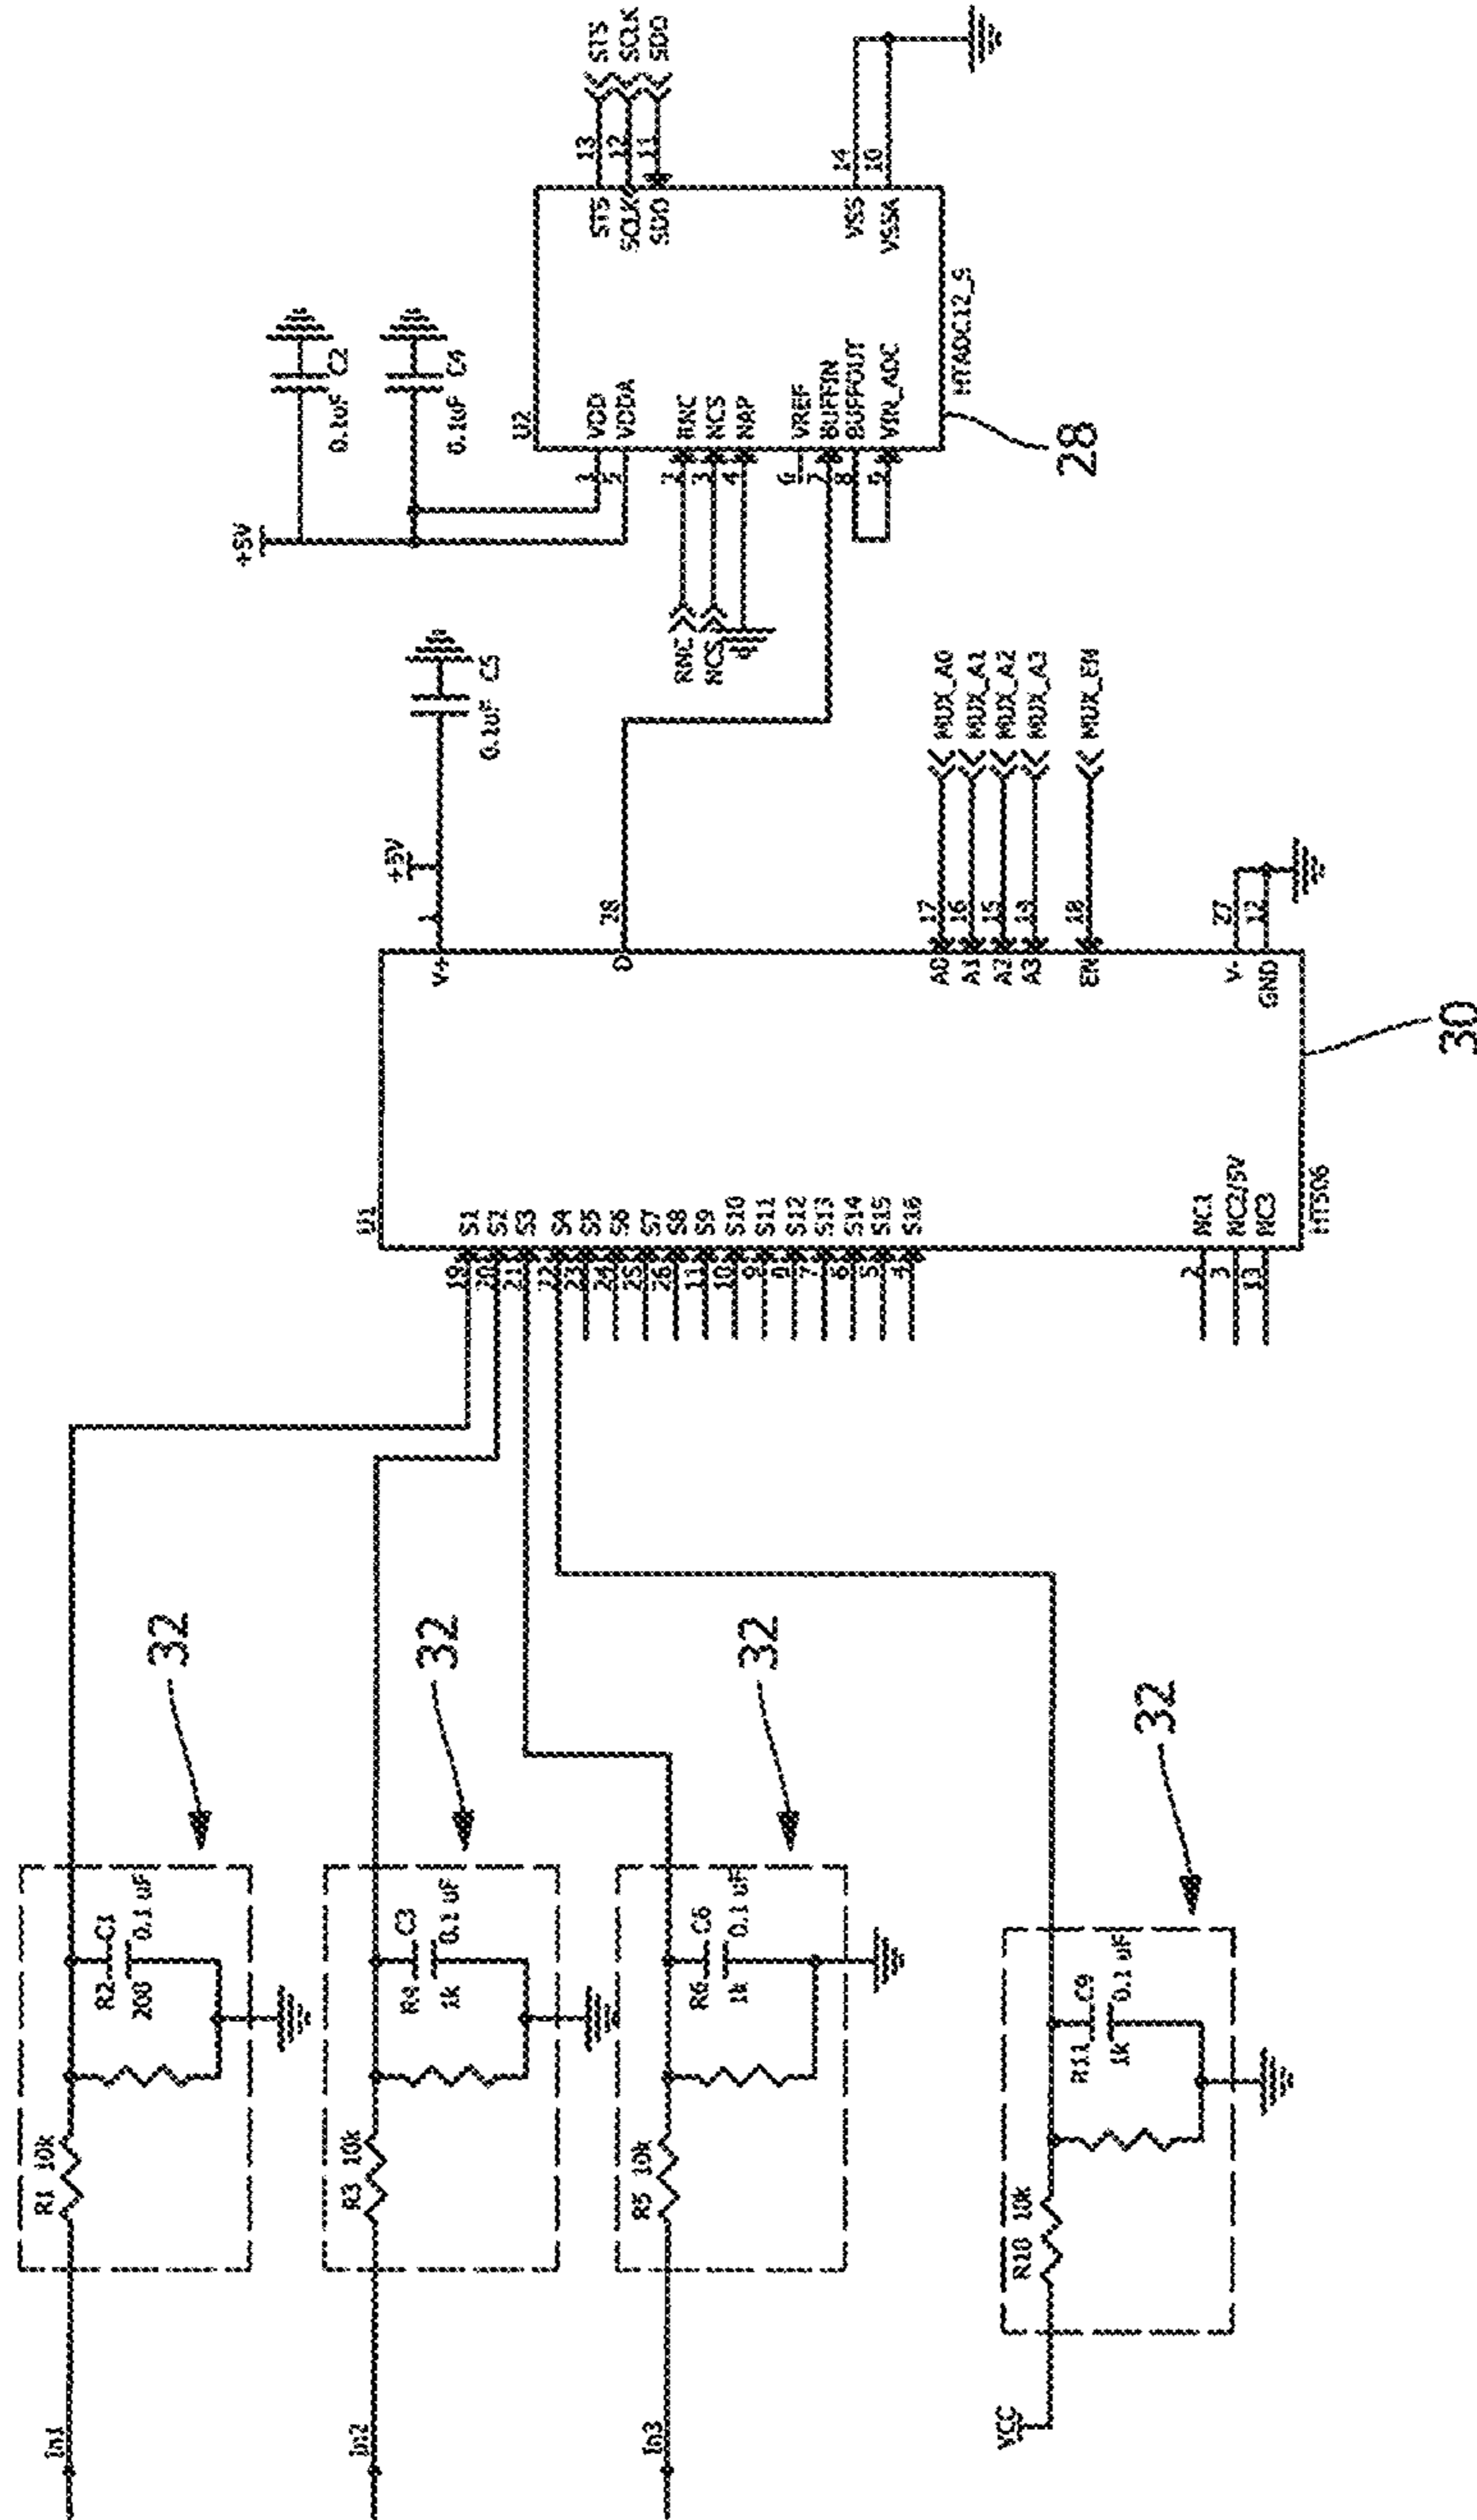 In1
R1 10k
R2 C1
200 0.1 uF
32
In2
R3 10k
R4 C3
1K 0.1 uF
32
In3
R5 10k
R6 C6
1k 0.1 uF
32
VCC
R10 10k
R11 C9
1K 0.1 uF
32
U1
19 S1
20 S2
21 S3
22 S4
23 S5
24 S6
25 S7
26 S8
11 S9
10 S10
9 S11
8 S12
7 S13
6 S14
5 S15
4 S16
2 NC1
3 NC2/5V
13 NC3
HT506
V+ 1
D 28
A0 17 MUX_A0
A1 16 MUX_A1
A2 15 MUX_A2
A3 MUX_A3
EN 18 MUX_EN
V- 27
GND 12
30
+5V
0.1uF C5
+5V
0.1uF C2
0.1uF
U2
1 VDD
5 VDDA
RNC 2 RNC
NCS 3 NCS
4 NAP
6 VREF
7 BUFFIN
8 BUFFOUT
9 VIN_ADC
STS 13 STS
SCLK 12 SCLK
SDO 11 SDO
VSS 14
VSSA 10
HTADC12_S
28